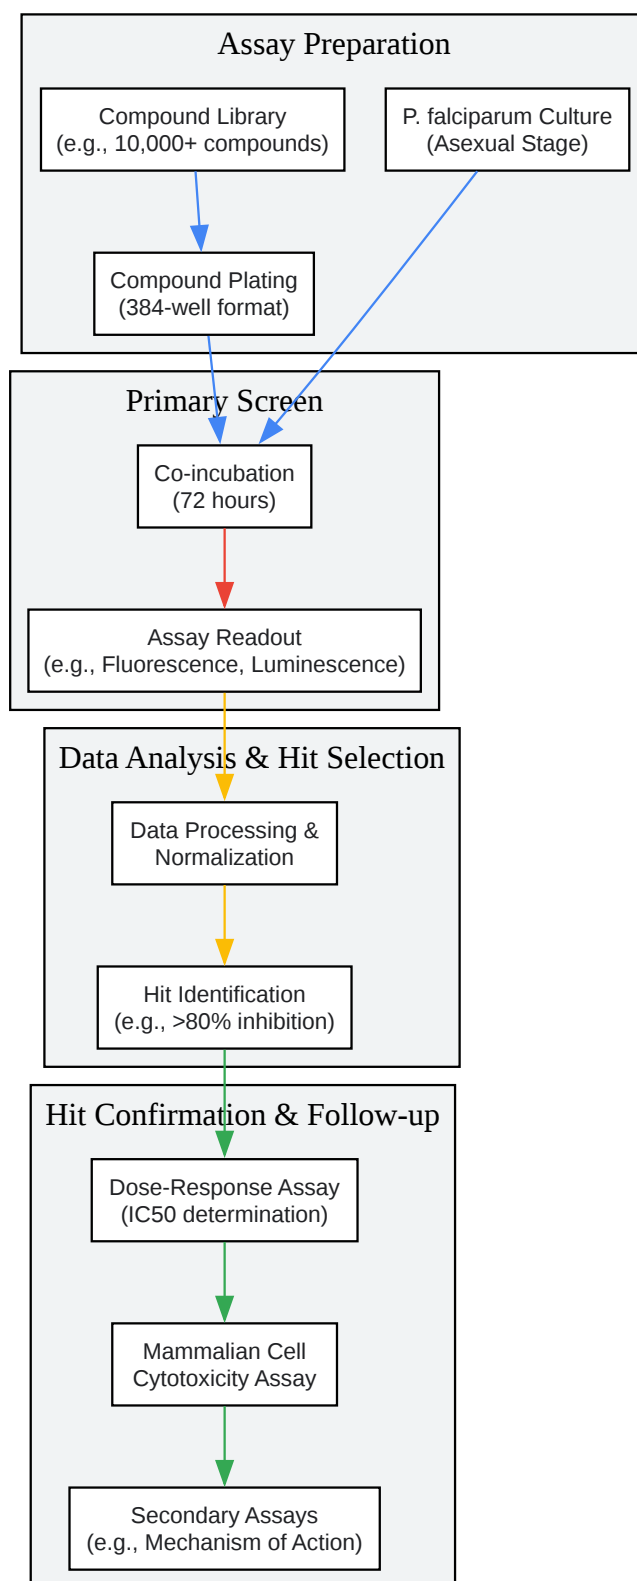 Assay Preparation
Compound Library
(e.g., 10,000+ compounds)
P. falciparum Culture
(Asexual Stage)
Compound Plating
(384-well format)
Primary Screen
Co-incubation
(72 hours)
Assay Readout
(e.g., Fluorescence, Luminescence)
Data Analysis & Hit Selection
Data Processing &
Normalization
Hit Identification
(e.g., >80% inhibition)
Hit Confirmation & Follow-up
Dose-Response Assay
(IC50 determination)
Mammalian Cell
Cytotoxicity Assay
Secondary Assays
(e.g., Mechanism of Action)